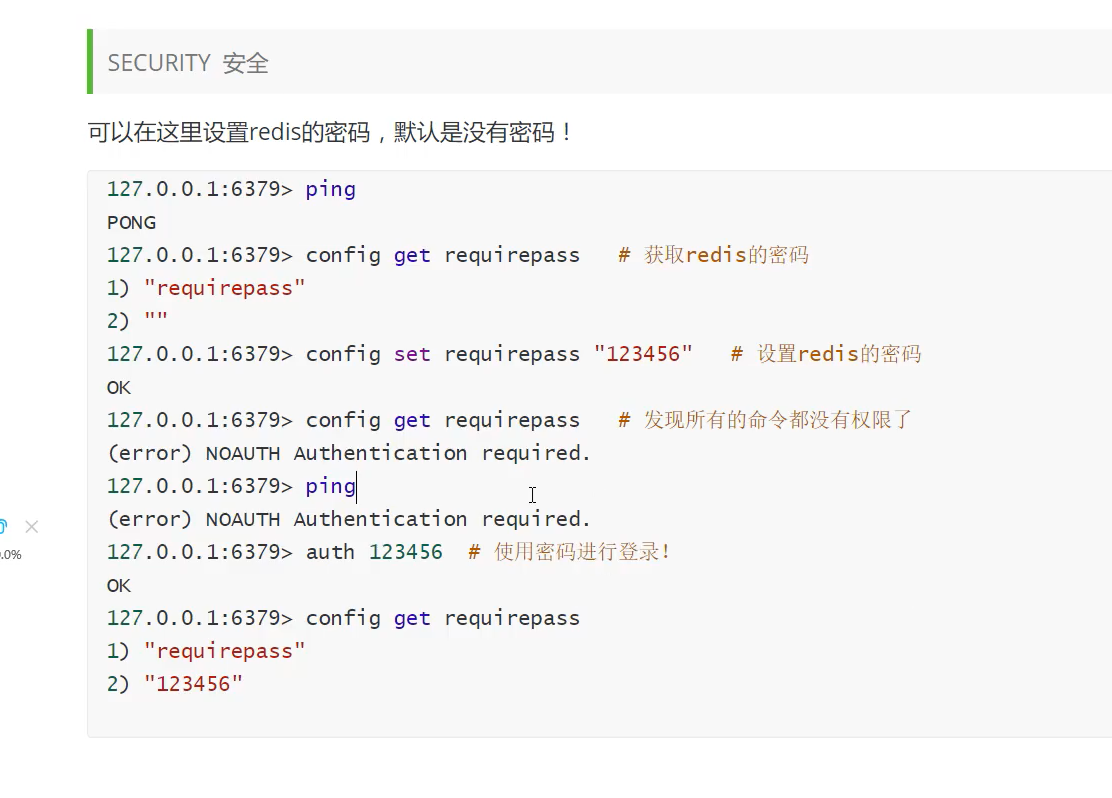 SECURITY 安全
可以在这里设置redis的密码，默认是没有密码！
127.0.0.1:6379> ping
PONG
127.0.0.1:6379> config get requirepass   # 获取redis的密码
1) "requirepass"
2) ""
127.0.0.1:6379> config set requirepass "123456"   # 设置redis的密码
OK
127.0.0.1:6379> config get requirepass   # 发现所有的命令都没有权限了
(error) NOAUTH Authentication required.
127.0.0.1:6379> ping
(error) NOAUTH Authentication required.
127.0.0.1:6379> auth 123456  # 使用密码进行登录！
OK
127.0.0.1:6379> config get requirepass
1) "requirepass"
2) "123456"